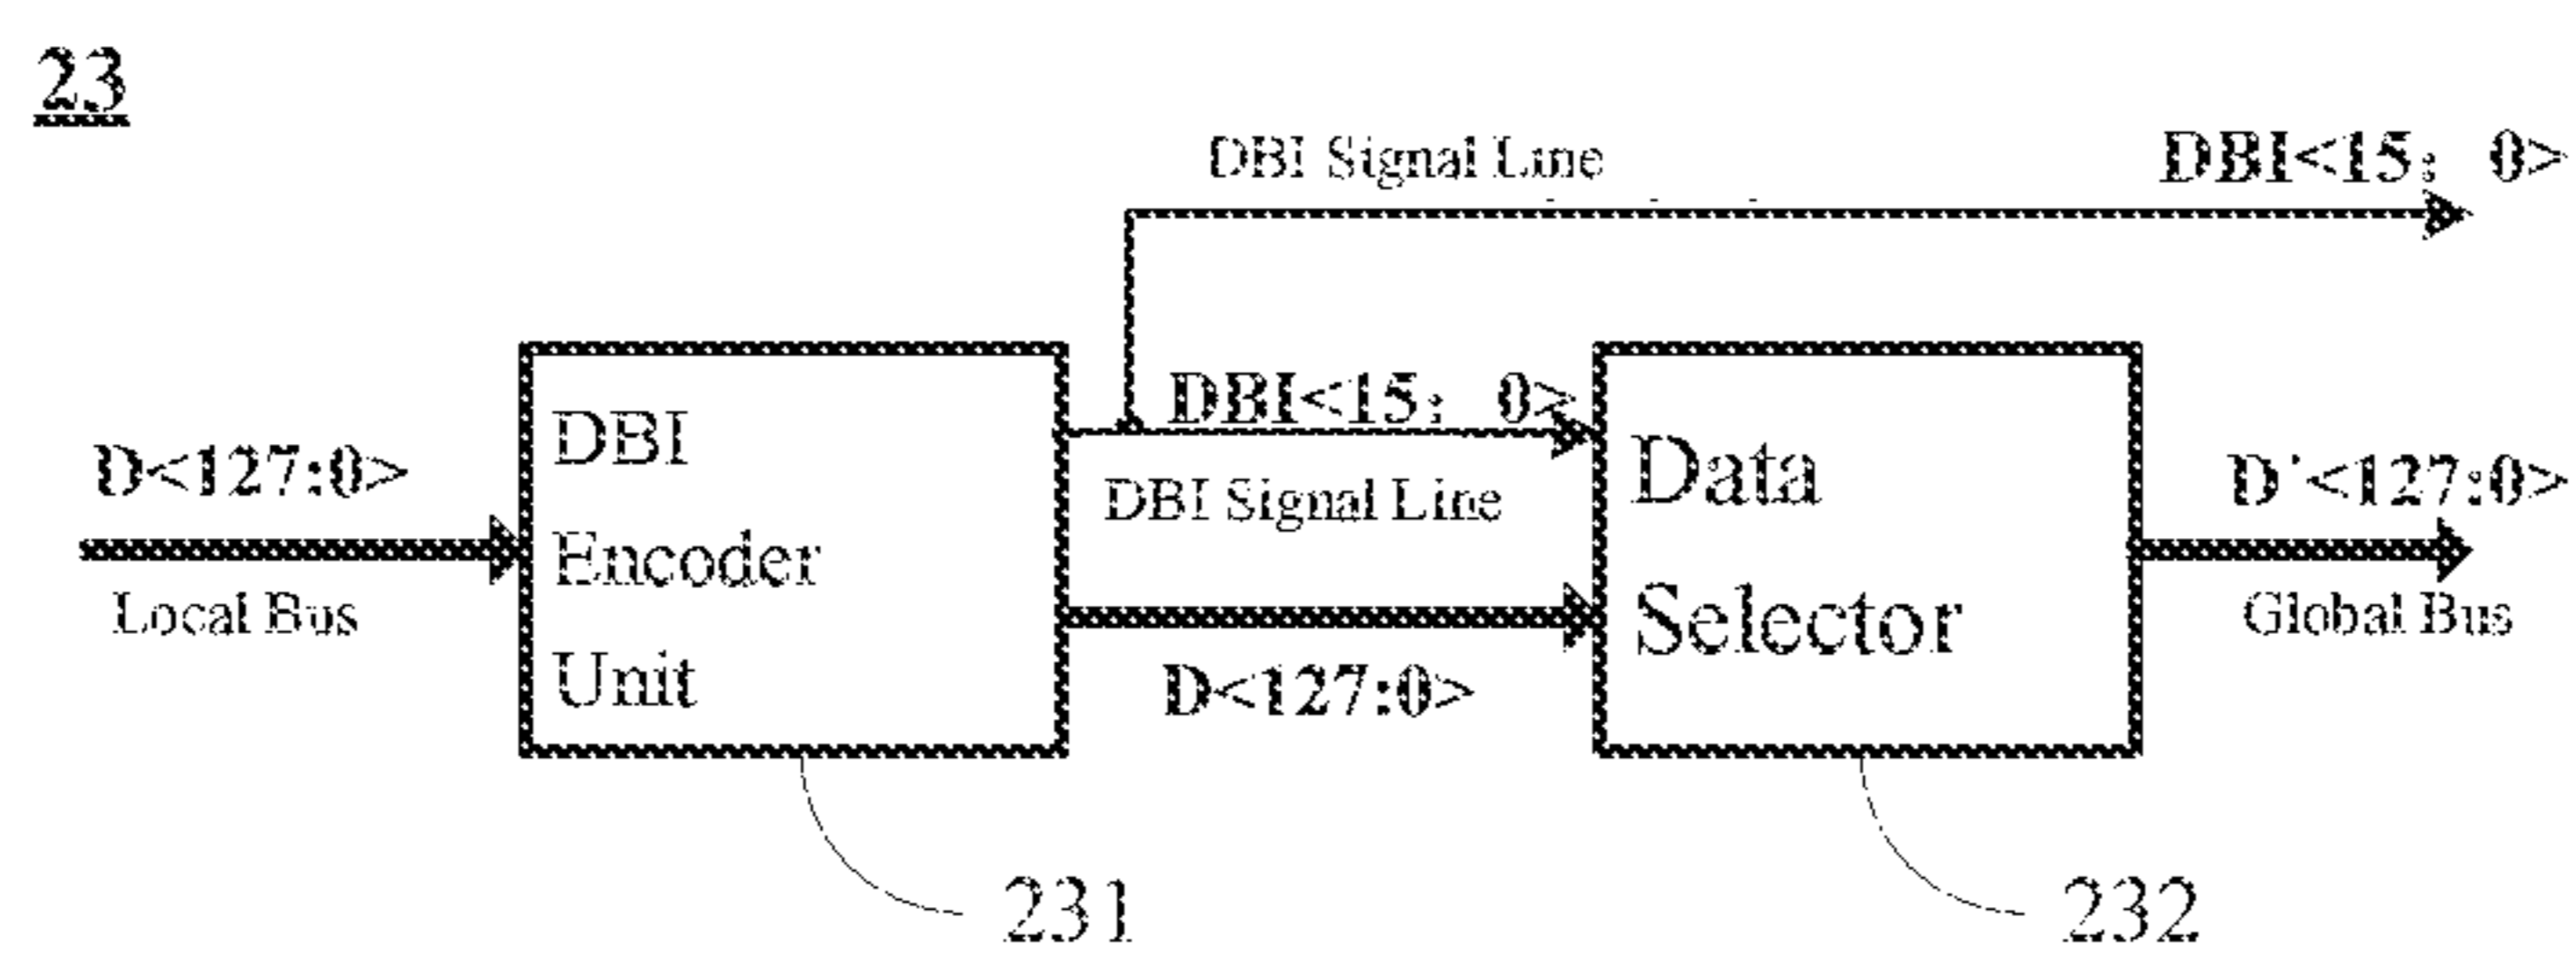 23
DBI Signal Line
DBI<15: 0>
D<127:0>
Local Bus
DBI
Encoder
Unit
DBI<15: 0>
DBI Signal Line
D<127:0>
Data
Selector
D'<127:0>
Global Bus
231
232